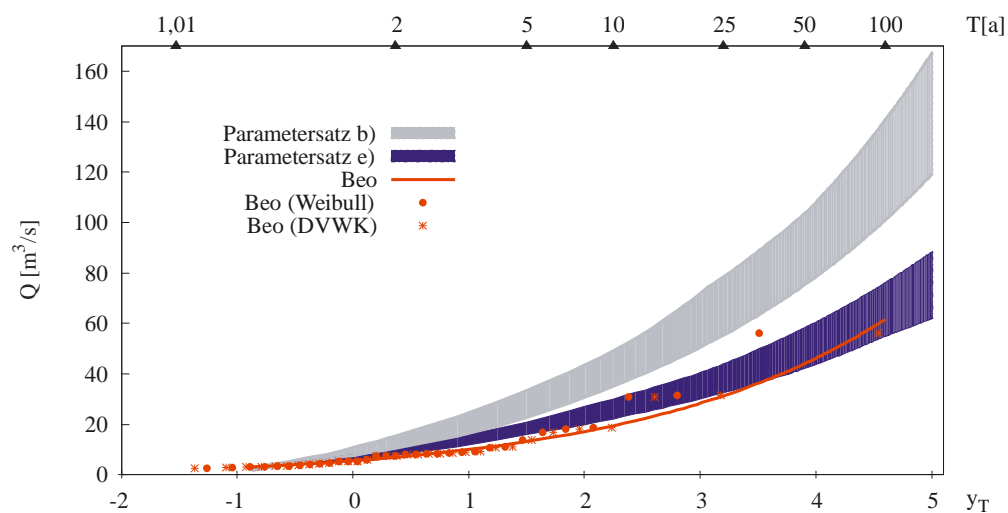 1,01 2 5 10 25 50 100 T[a]
160
140
120
100
80
60
40
20
0
Q [m³/s]
Parametersatz b)
Parametersatz e)
Beo
Beo (Weibull)
Beo (DVWK)
-2 -1 0 1 2 3 4 5 y_T